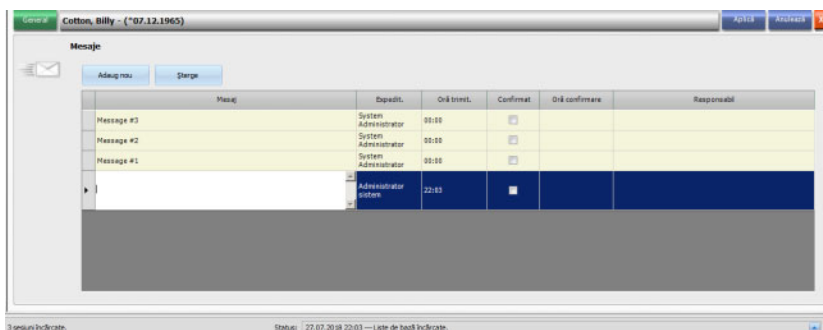 General Cotton, Billy - (*07.12.1965) Aplică Anulează X
Mesaje
Adaug nou Şterge
Mesaj Expedit. Oră trimit. Confirmat Oră confirmare Responsabil
Message #3 System Administrator 00:00
Message #2 System Administrator 00:00
Message #1 System Administrator 00:00
Administrator sistem 22:03
3 sesiuni încărcate. Status: 27.07.2018 22:03 — Liste de bază încărcate.